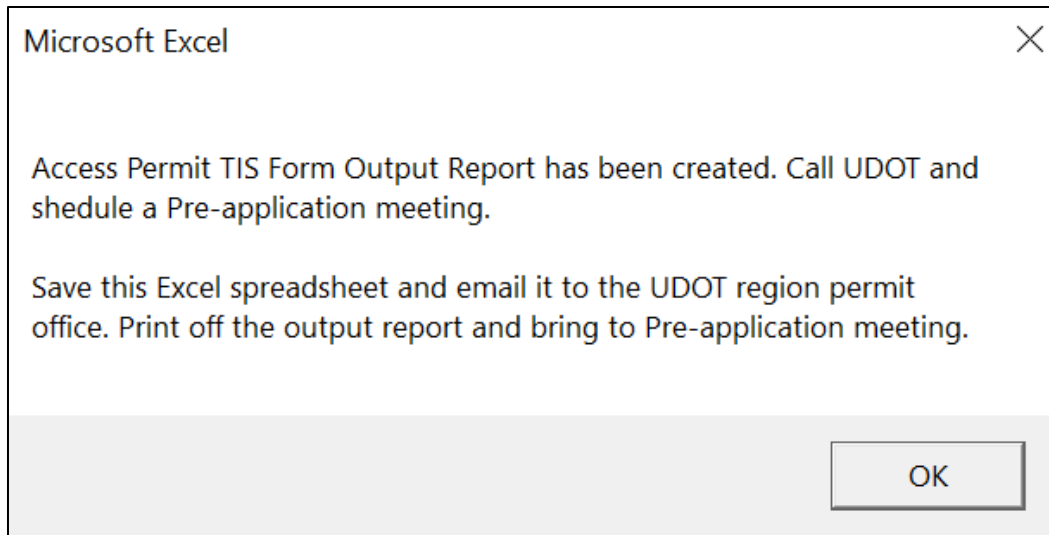 Microsoft Excel
Access Permit TIS Form Output Report has been created. Call UDOT and
shedule a Pre-application meeting.
Save this Excel spreadsheet and email it to the UDOT region permit
office. Print off the output report and bring to Pre-application meeting.
OK